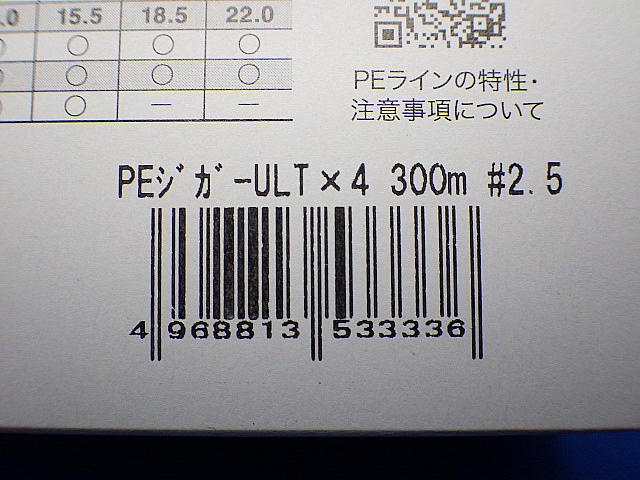 .0 15.5 18.5 22.0
○ ○ ○ ○
○ ○ ○ ○
○ ○ － －
PEラインの特性・
注意事項について
PEジガーULT×4 300m #2.5
4 968813 533336